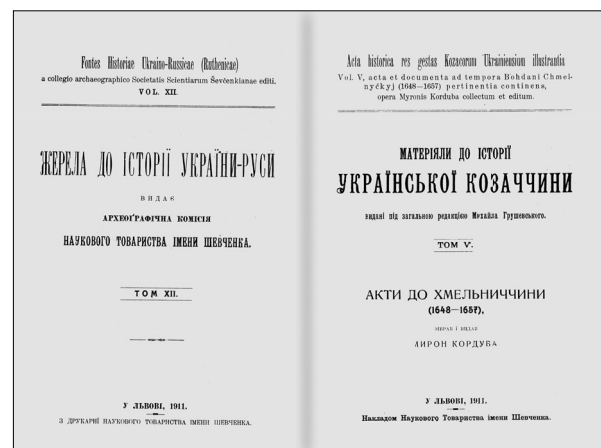 Fontes Historiae Ukraino-Russicae (Ruthenicae)
a collegio archaeographico Societatis Scientiarum Ševčenkianae editi.
VOL. XII.
ЖЕРЕЛА ДО ІСТОРІЇ УКРАЇНИ-РУСИ
ВИДАЄ
АРХЕОҐРАФІЧНА КОМІСІЯ
НАУКОВОГО ТОВАРИСТВА ІМЕНИ ШЕВЧЕНКА.
ТОМ XII.
У ЛЬВОВІ, 1911.
З ДРУКАРНЇ НАУКОВОГО ТОВАРИСТВА ІМЕНИ ШЕВЧЕНКА.
Acta historica res gestas Kozacorum Ukrainiensium illustrantia
Vol. V, acta et documenta ad tempora Bohdani Chmel-
nyćkyj (1648—1657) pertinentia continens,
opera Myronis Korduba collectum et editum.
МАТЕРІЯЛИ ДО ІСТОРІЇ
УКРАЇНСЬКОЇ КОЗАЧЧИНИ
видані під загальною редакцією Михайла Грушевського.
ТОМ V.
АКТИ ДО ХМЕЛЬНИЧЧИНИ
(1648—1657),
ЗІБРАВ І ВИДАВ
МИРОН КОРДУБА
У ЛЬВОВІ, 1911.
Накладом Наукового Товариства імени Шевченка.